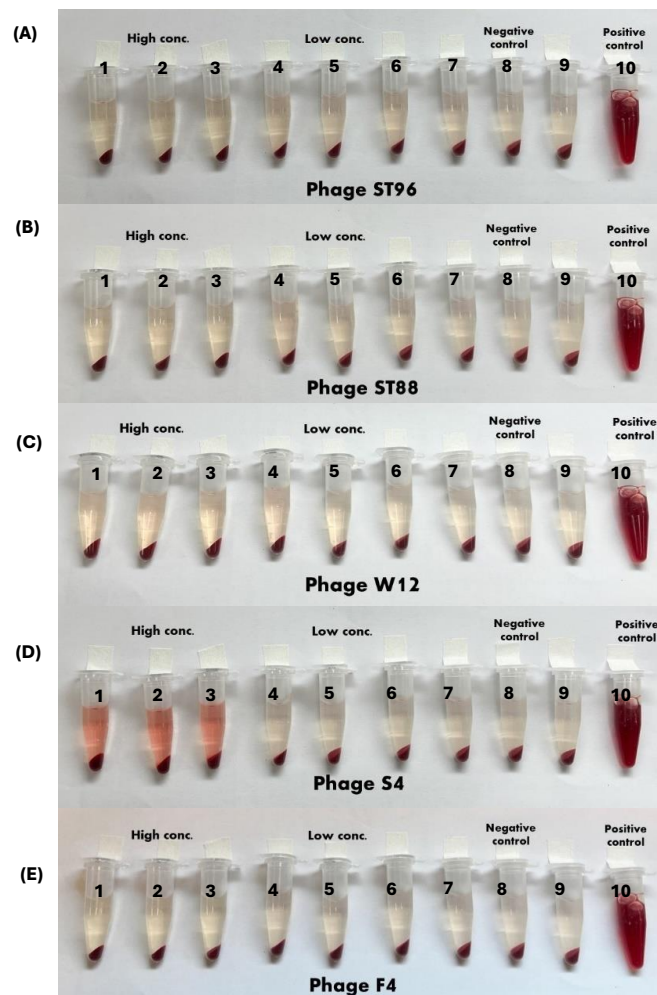 (A)
High conc.
Low conc.
Negative
control
Positive
control
1 2 3 4 5 6 7 8 9 10
Phage ST96
(B)
High conc.
Low conc.
Negative
control
Positive
control
1 2 3 4 5 6 7 8 9 10
Phage ST88
(C)
High conc.
Low conc.
Negative
control
Positive
control
1 2 3 4 5 6 7 8 9 10
Phage W12
(D)
High conc.
Low conc.
Negative
control
Positive
control
1 2 3 4 5 6 7 8 9 10
Phage S4
(E)
High conc.
Low conc.
Negative
control
Positive
control
1 2 3 4 5 6 7 8 9 10
Phage F4